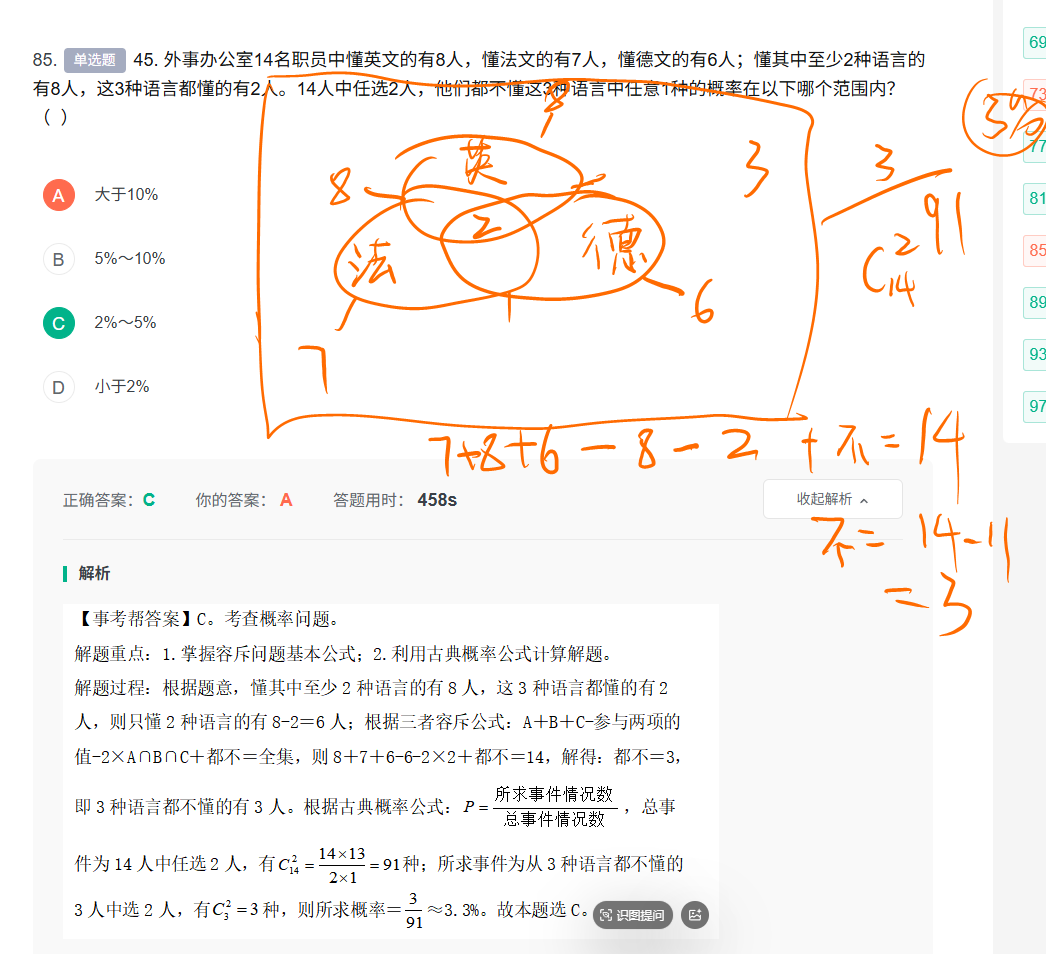 85. 单选题 45. 外事办公室14名职员中懂英文的有8人，懂法文的有7人，懂德文的有6人；懂其中至少2种语言的
有8人，这3种语言都懂的有2人。14人中任选2人，他们都不懂这3种语言中任意1种的概率在以下哪个范围内？
（ ）
A 大于10%
B 5%～10%
C 2%～5%
D 小于2%
8
英
8
2
法
德
7
6
3
3
C²₁₄ 91
7+8+6-8-2+不=14
不=14-11
=3
69
73
77
81
85
89
93
97
正确答案： C 你的答案： A 答题用时： 458s 收起解析
解析
【事考帮答案】C。考查概率问题。
解题重点：1.掌握容斥问题基本公式；2.利用古典概率公式计算解题。
解题过程：根据题意，懂其中至少 2 种语言的有 8 人，这 3 种语言都懂的有 2
人，则只懂 2 种语言的有 8-2＝6 人；根据三者容斥公式：A＋B＋C-参与两项的
值-2×A∩B∩C＋都不＝全集，则 8＋7＋6-6-2×2＋都不＝14，解得：都不＝3，
即 3 种语言都不懂的有 3 人。根据古典概率公式：P = 所求事件情况数/总事件情况数，总事
件为 14 人中任选 2 人，有 C²₁₄ = 14×13/2×1 = 91 种；所求事件为从 3 种语言都不懂的
3 人中选 2 人，有 C²₃ = 3 种，则所求概率＝3/91≈3.3%。故本题选 C。
识图提问